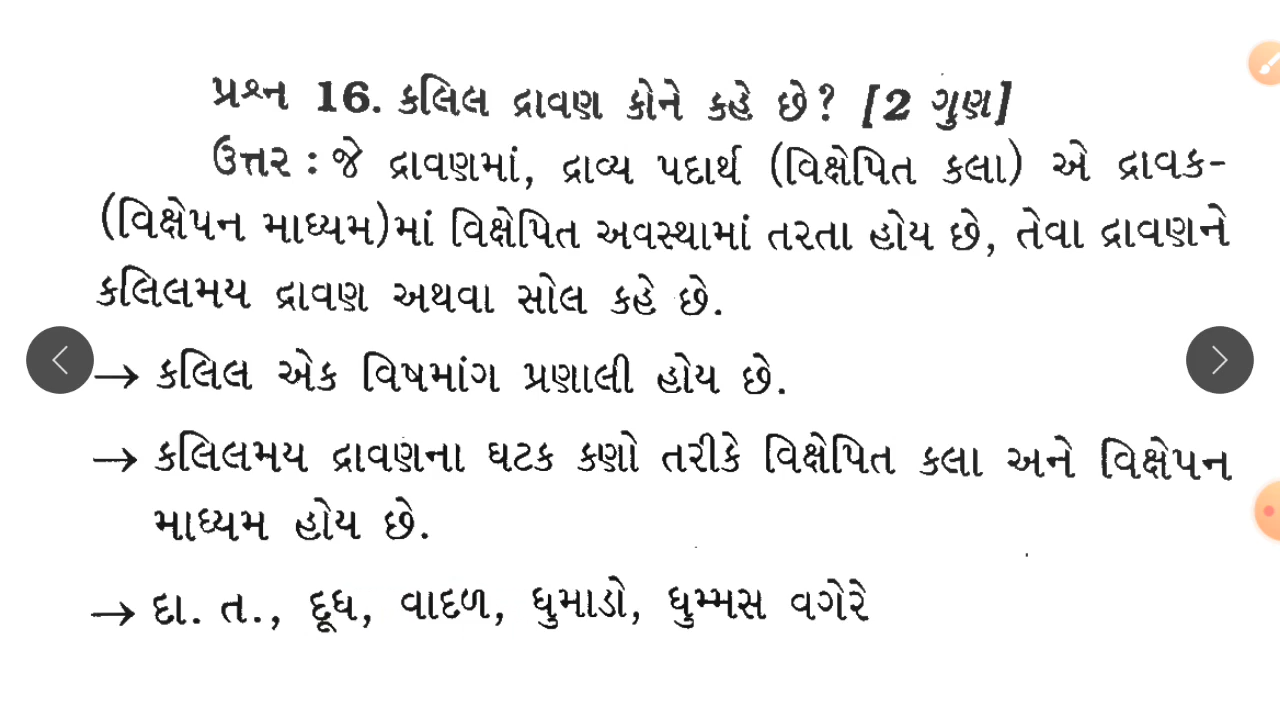 પ્રશ્ન 16. કલિલ દ્રાવણ કોને કહે છે? [2 ગુણ]
ઉત્તર : જે દ્રાવણમાં, દ્રાવ્ય પદાર્થ (વિક્ષેપિત કલા) એ દ્રાવક-
(વિક્ષેપન માધ્યમ)માં વિક્ષેપિત અવસ્થામાં તરતા હોય છે, તેવા દ્રાવણને
કલિલમય દ્રાવણ અથવા સોલ કહે છે.
→ કલિલ એક વિષમાંગ પ્રણાલી હોય છે.
→ કલિલમય દ્રાવણના ઘટક કણો તરીકે વિક્ષેપિત કલા અને વિક્ષેપન
માધ્યમ હોય છે.
→ દા. ત., દૂધ, વાદળ, ધુમાડો, ધુમ્મસ વગેરે